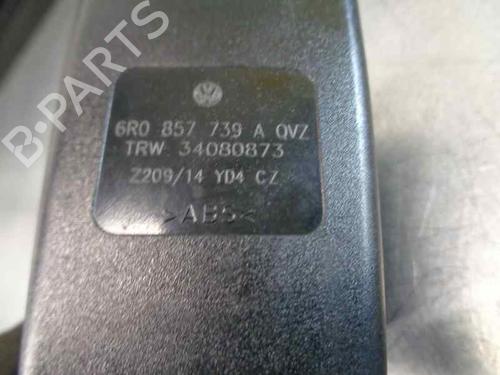 B-PARTS
6R0 857 739 A QVZ
TRW 34080873
Z209/14 YD4 CZ
>ABS<